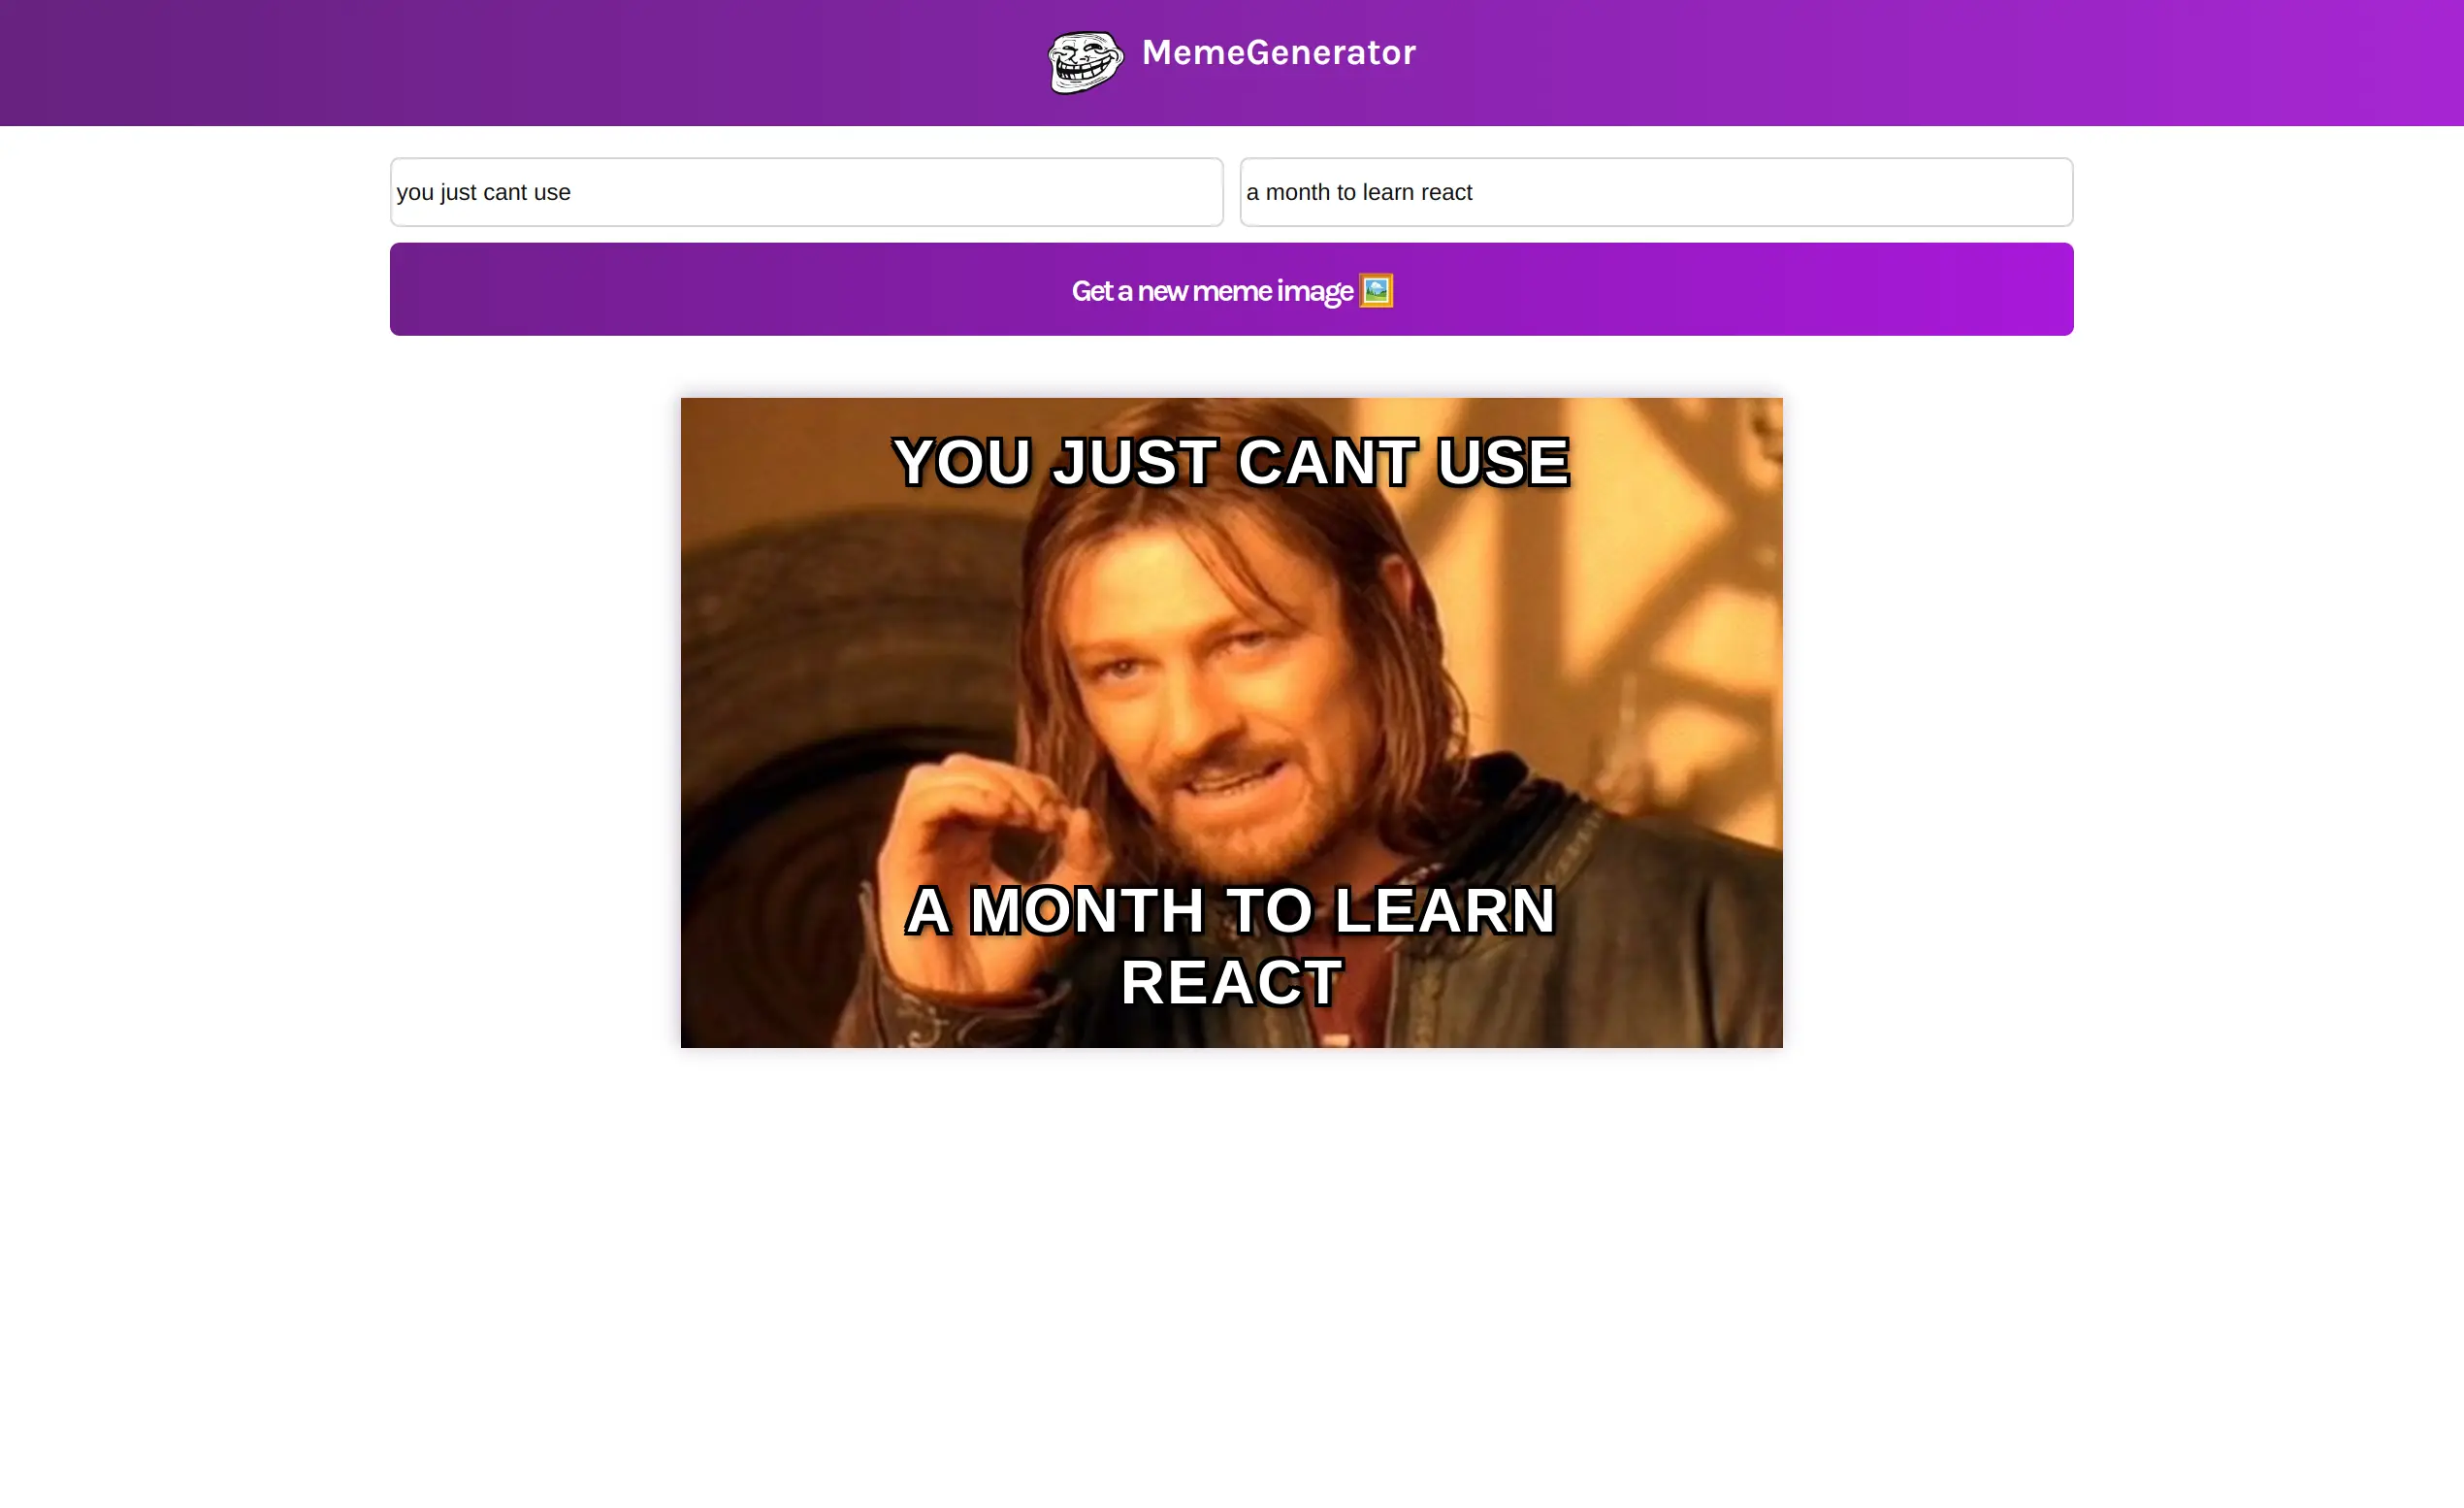 MemeGenerator
you just cant use
a month to learn react
Get a new meme image 🖼️
YOU JUST CANT USE
A MONTH TO LEARN
REACT